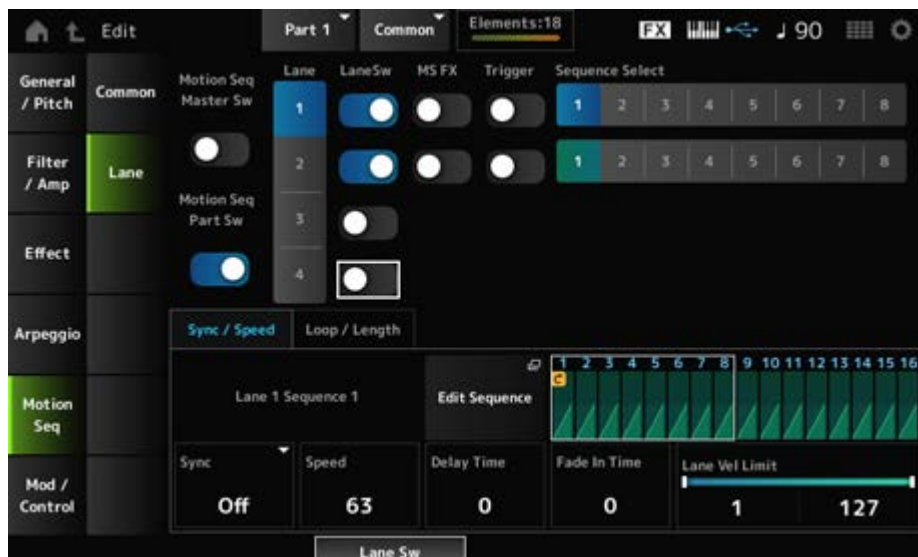 Edit
Part 1
Common
Elements:18
FX
♩ 90
General / Pitch
Filter / Amp
Effect
Arpeggio
Motion Seq
Mod / Control
Common
Lane
Motion Seq Master Sw
Motion Seq Part Sw
Lane LaneSw MS FX Trigger Sequence Select
1 1 2 3 4 5 6 7 8
2 1 2 3 4 5 6 7 8
3
4
Sync / Speed
Loop / Length
Lane 1 Sequence 1
Edit Sequence
1 2 3 4 5 6 7 8 9 10 11 12 13 14 15 16
Sync
Off
Speed
63
Delay Time
0
Fade In Time
0
Lane Vel Limit
1 127
Lane Sw